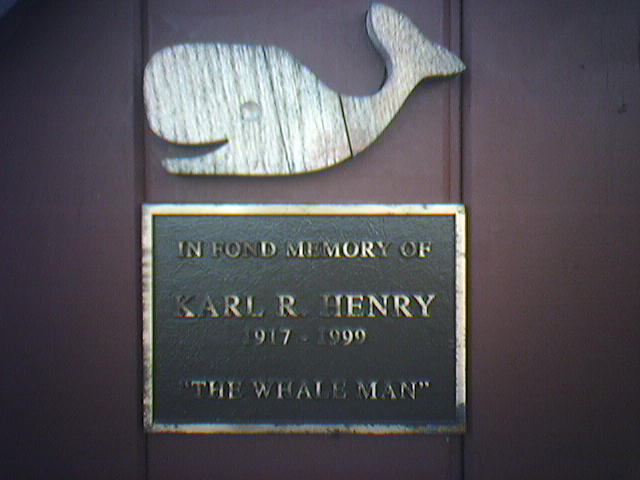 IN FOND MEMORY OF
KARL R. HENRY
1917 - 1999
"THE WHALE MAN"